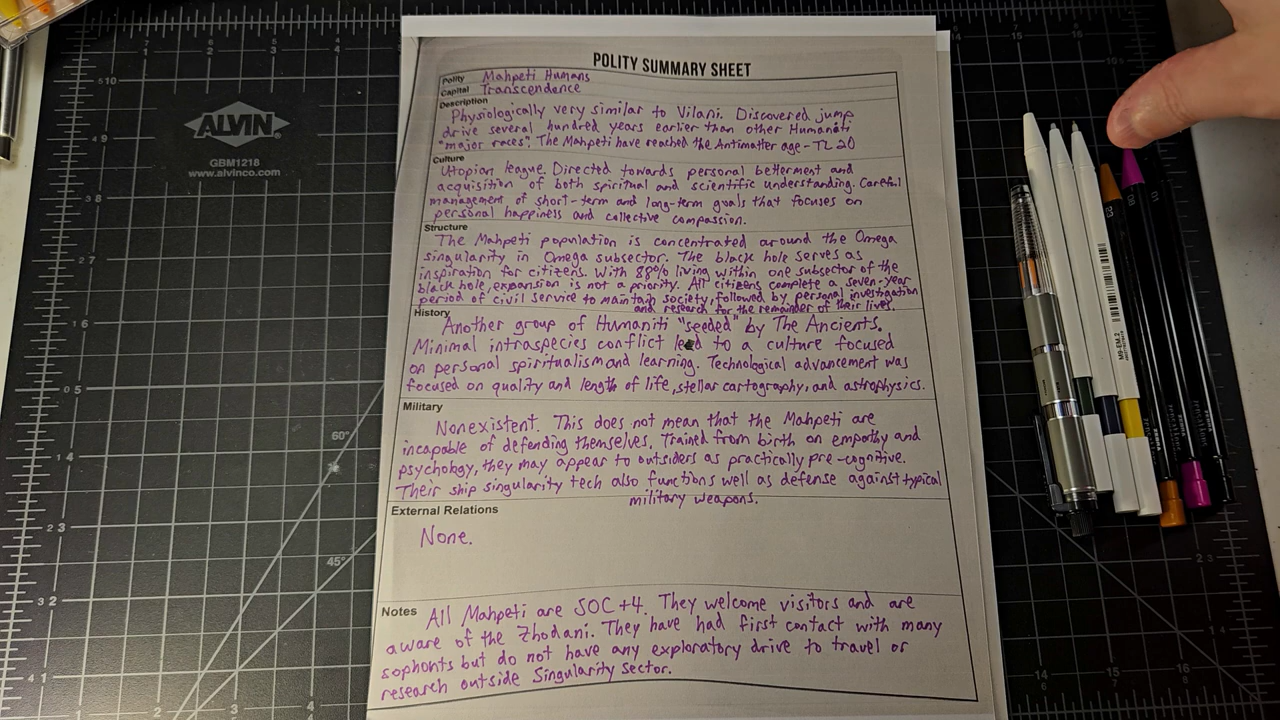 ALVIN
GBM1218
www.alvinco.com
POLITY SUMMARY SHEET
Polity Mahpeti Humans
Capital Transcendence
Description
Physiologically very similar to Vilani. Discovered jump
drive several hundred years earlier than other Humaniti
"major races". The Mahpeti have reached the Antimatter age - TL 20
Culture
Utopian league. Directed towards personal betterment and
acquisition of both spiritual and scientific understanding. Careful
management of short-term and long-term goals that focuses on
personal happiness and collective compassion.
Structure
The Mahpeti population is concentrated around the Omega
singularity in Omega subsector. The black hole serves as
inspiration for citizens. With 88% living within one subsector of the
black hole, expansion is not a priority. All citizens complete a seven-year
period of civil service to maintain society, followed by personal investigation
and research for the remainder of their lives.
History
Another group of Humaniti "seeded" by The Ancients.
Minimal intraspecies conflict led to a culture focused
on personal spiritualism and learning. Technological advancement was
focused on quality and length of life, stellar cartography, and astrophysics.
Military
Nonexistent. This does not mean that the Mahpeti are
incapable of defending themselves. Trained from birth on empathy and
psychology, they may appear to outsiders as practically pre-cognitive.
Their ship singularity tech also functions well as defense against typical
military weapons.
External Relations
None.
Notes All Mahpeti are SOC +4. They welcome visitors and are
aware of the Zhodani. They have had first contact with many
sophonts but do not have any exploratory drive to travel or
research outside Singularity sector.
60°
45°